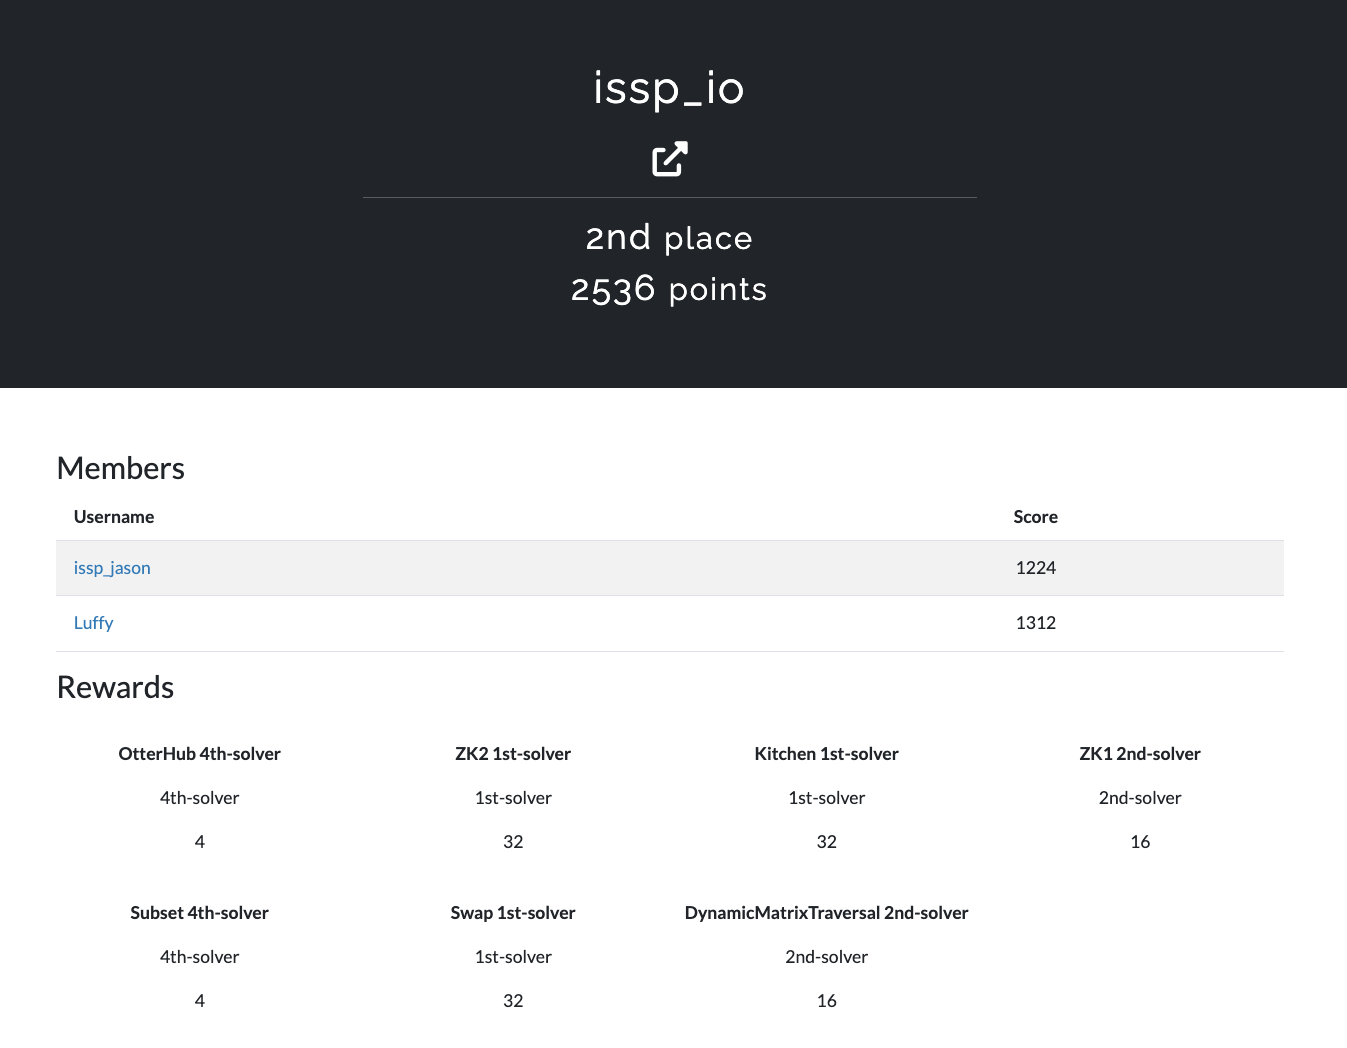 issp_io
2nd place
2536 points
Members
Username Score
issp_jason 1224
Luffy 1312
Rewards
OtterHub 4th-solver ZK2 1st-solver Kitchen 1st-solver ZK1 2nd-solver
4th-solver 1st-solver 1st-solver 2nd-solver
4 32 32 16
Subset 4th-solver Swap 1st-solver DynamicMatrixTraversal 2nd-solver
4th-solver 1st-solver 2nd-solver
4 32 16